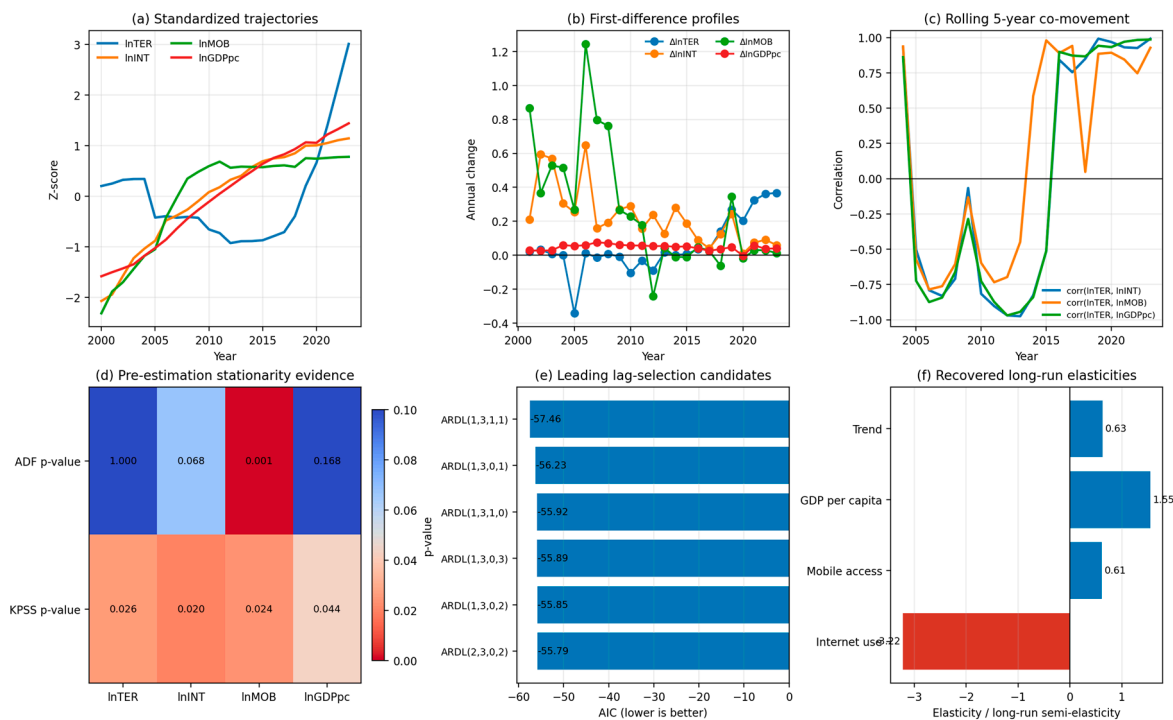 (a) Standardized trajectories
lnTER
lnINT
lnMOB
lnGDPpc
3
2
1
0
−1
−2
Z-score
2000
2005
2010
2015
2020
Year
(b) First-difference profiles
ΔlnTER
ΔlnINT
ΔlnMOB
ΔlnGDPpc
1.2
1.0
0.8
0.6
0.4
0.2
0.0
−0.2
−0.4
Annual change
2000
2005
2010
2015
2020
Year
(c) Rolling 5-year co-movement
1.00
0.75
0.50
0.25
0.00
−0.25
−0.50
−0.75
−1.00
Correlation
corr(lnTER, lnINT)
corr(lnTER, lnMOB)
corr(lnTER, lnGDPpc)
2005
2010
2015
2020
Year
(d) Pre-estimation stationarity evidence
ADF p-value
1.000
0.068
0.001
0.168
KPSS p-value
0.026
0.020
0.024
0.044
lnTER
lnINT
lnMOB
lnGDPpc
0.10
0.08
0.06
0.04
0.02
0.00
p-value
(e) Leading lag-selection candidates
ARDL(1,3,1,1)
-57.46
ARDL(1,3,0,1)
-56.23
ARDL(1,3,1,0)
-55.92
ARDL(1,3,0,3)
-55.89
ARDL(1,3,0,2)
-55.85
ARDL(2,3,0,2)
-55.79
−60
−50
−40
−30
−20
−10
0
AIC (lower is better)
(f) Recovered long-run elasticities
Trend
0.63
GDP per capita
1.55
Mobile access
0.61
Internet use
-3.22
−3
−2
−1
0
1
Elasticity / long-run semi-elasticity